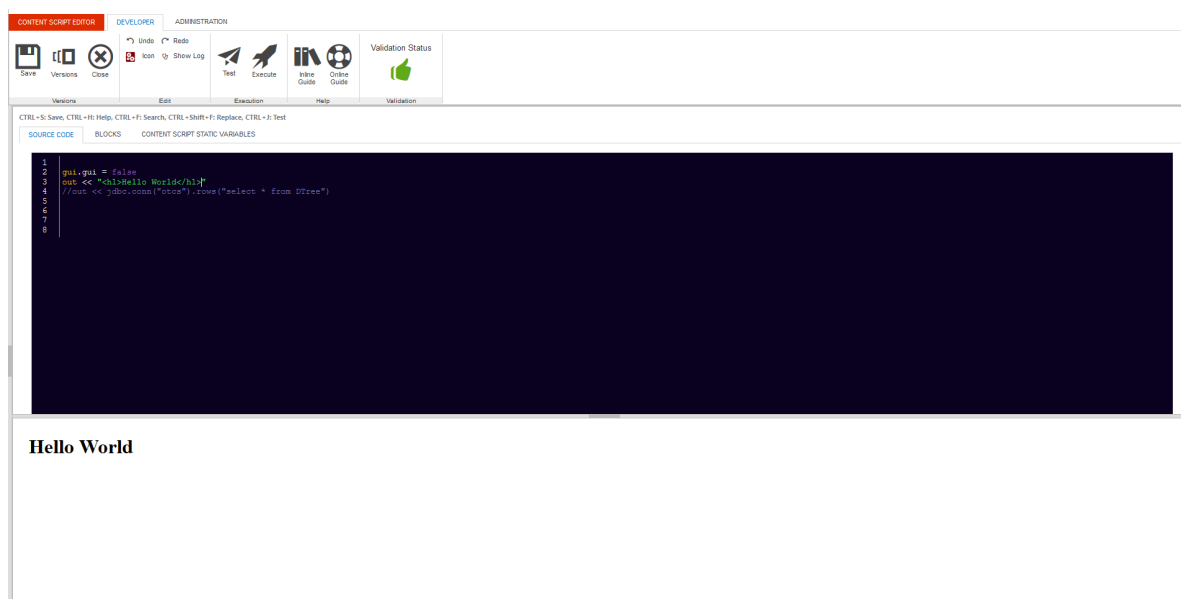 CONTENT SCRIPT EDITOR DEVELOPER ADMINISTRATION
Undo Redo
Icon Show Log
Validation Status
Save Versions Close
Test Execute
Inline Guide Online Guide
Versions Edit Execution Help Validation
CTRL+S: Save, CTRL+H: Help, CTRL+F: Search, CTRL+Shift+F: Replace, CTRL+J: Test
SOURCE CODE BLOCKS CONTENT SCRIPT STATIC VARIABLES
1
2 gui.gui = false
3 out << "<h1>Hello World</h1>"
4 //out << jdbc.conn("otcs").rows("select * from DTree")
5
6
7
8
Hello World